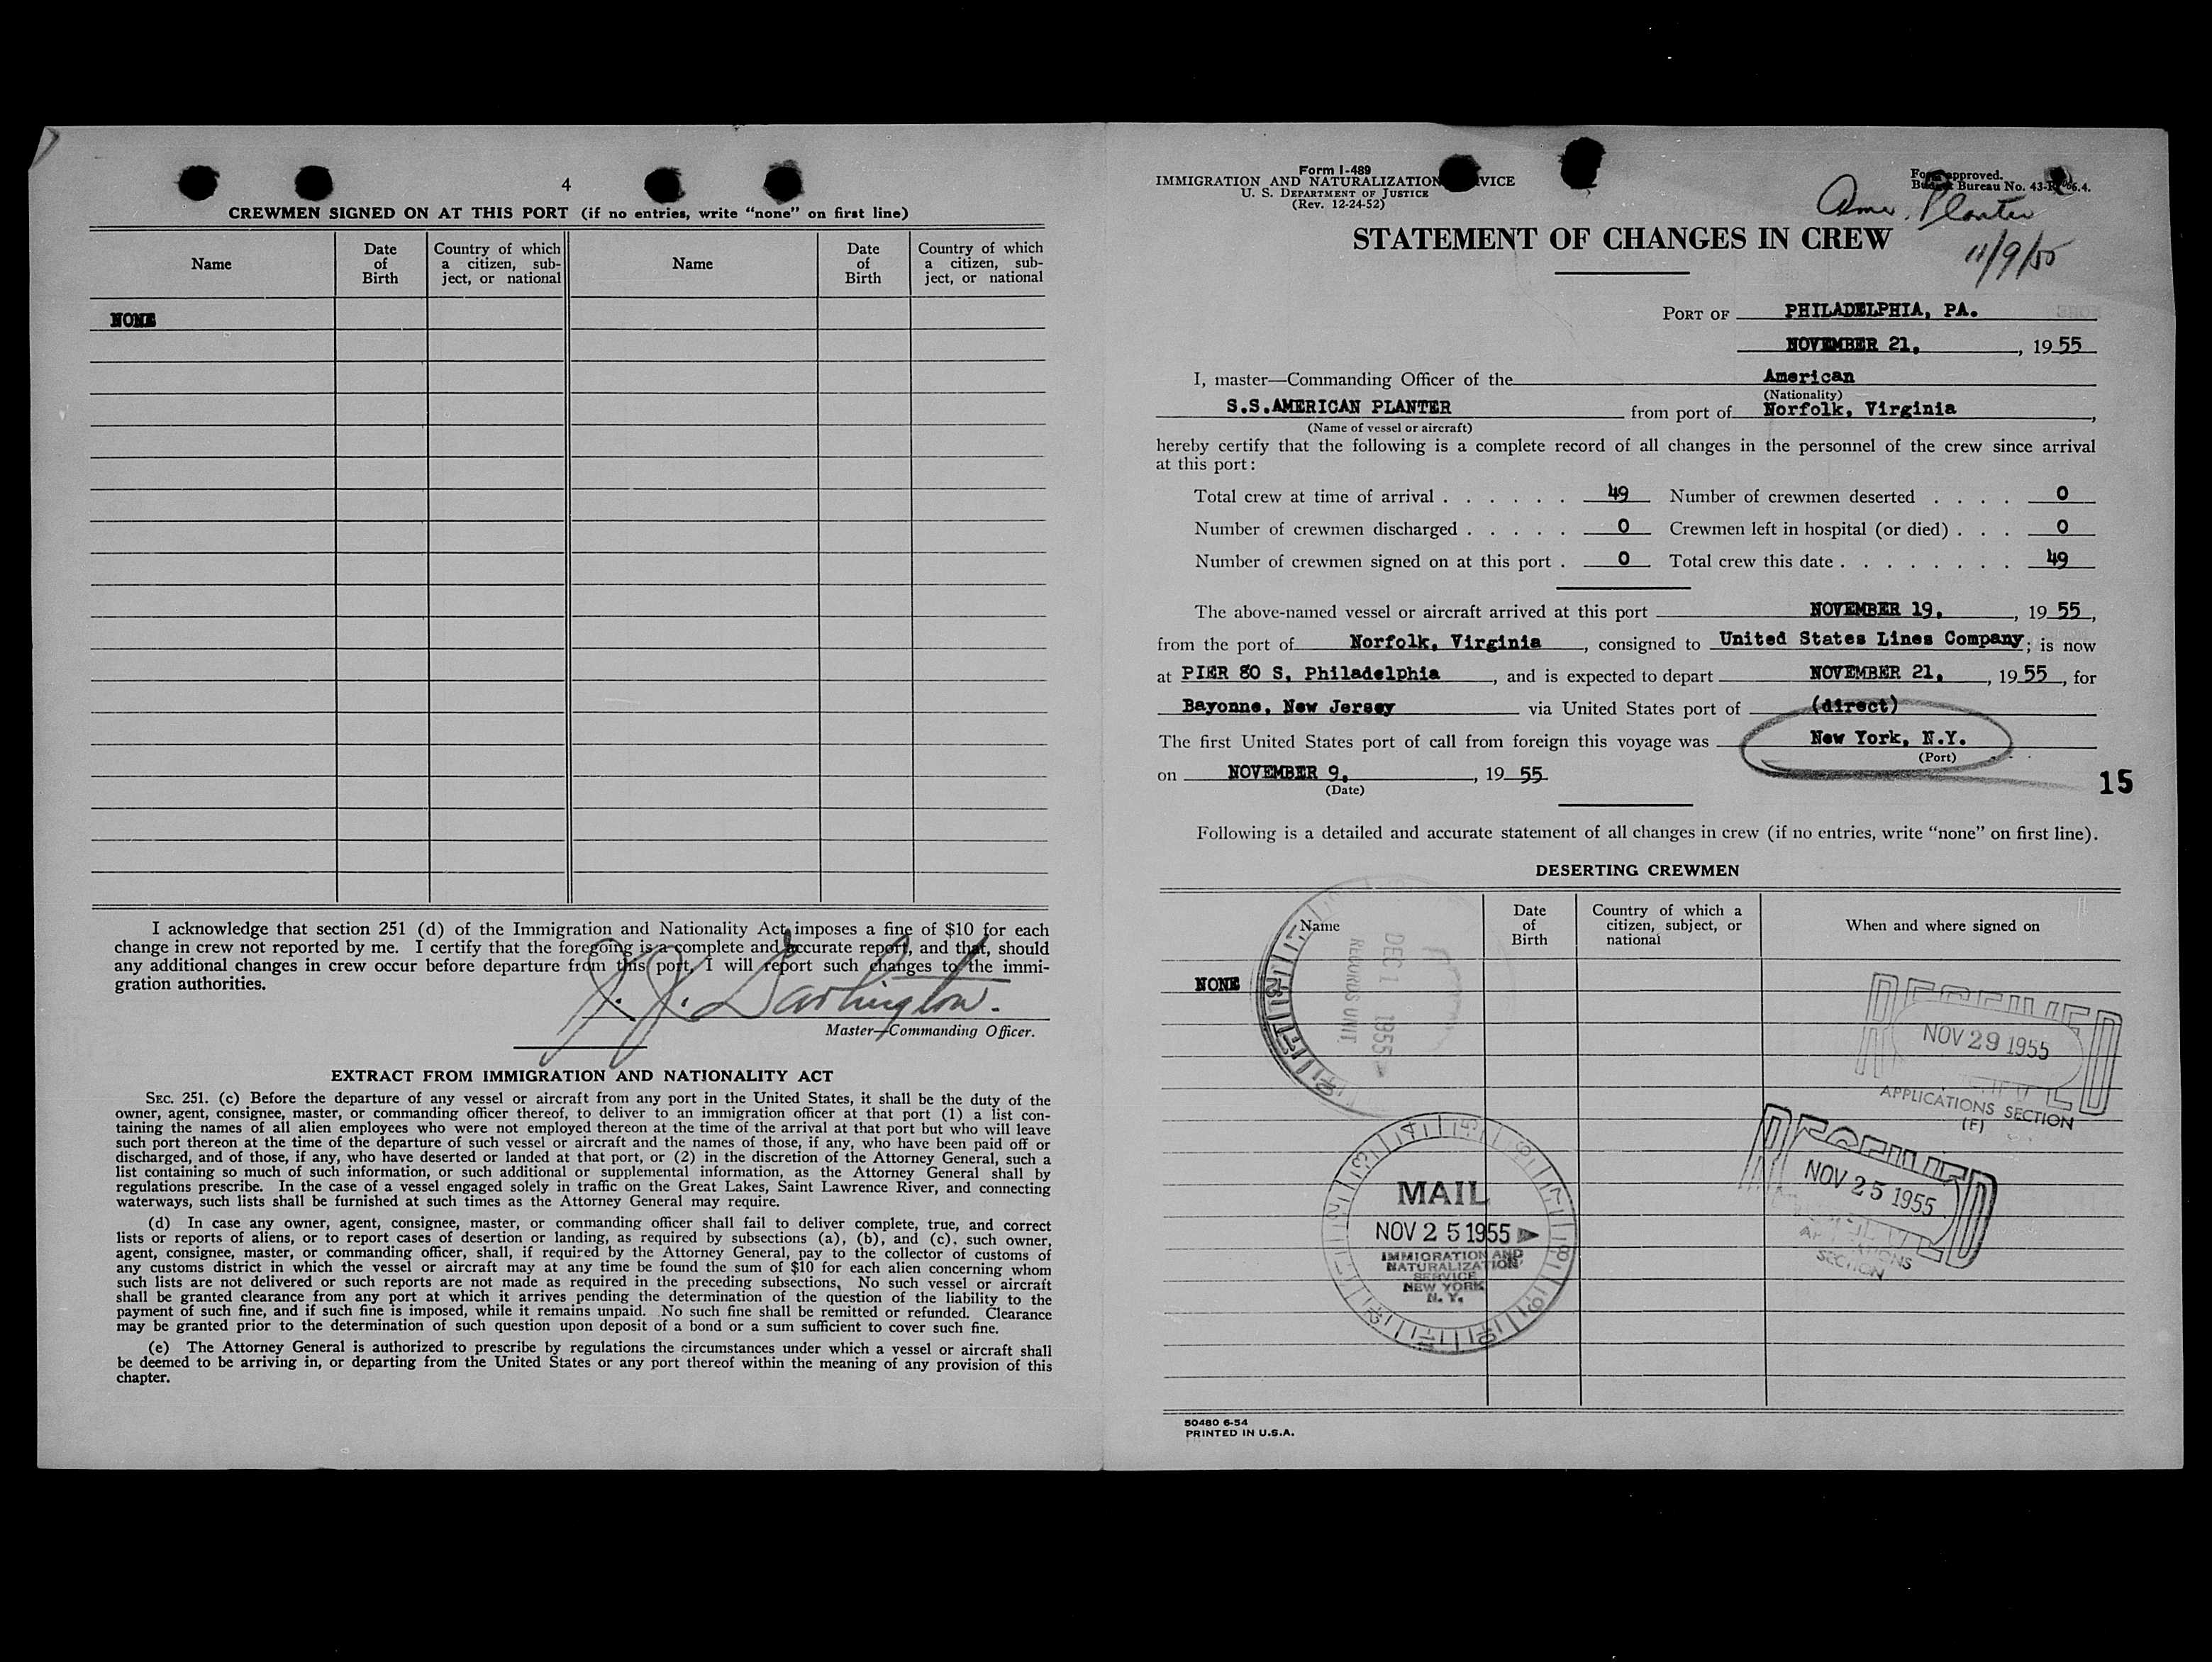 4
CREWMEN SIGNED ON AT THIS PORT (if no entries, write "none" on first line)
Name
Date of Birth
Country of which a citizen, sub-ject, or national
Name
Date of Birth
Country of which a citizen, sub-ject, or national
NONE
I acknowledge that section 251 (d) of the Immigration and Nationality Act imposes a fine of $10 for each
change in crew not reported by me. I certify that the foregoing is a complete and accurate report, and that, should
any additional changes in crew occur before departure from this port, I will report such changes to the immi-
gration authorities.
J. J. Darlington.
Master—Commanding Officer.
EXTRACT FROM IMMIGRATION AND NATIONALITY ACT
SEC. 251. (c) Before the departure of any vessel or aircraft from any port in the United States, it shall be the duty of the
owner, agent, consignee, master, or commanding officer thereof, to deliver to an immigration officer at that port (1) a list con-
taining the names of all alien employees who were not employed thereon at the time of the arrival at that port but who will leave
such port thereon at the time of the departure of such vessel or aircraft and the names of those, if any, who have been paid off or
discharged, and of those, if any, who have deserted or landed at that port, or (2) in the discretion of the Attorney General, such a
list containing so much of such information, or such additional or supplemental information, as the Attorney General shall by
regulations prescribe. In the case of a vessel engaged solely in traffic on the Great Lakes, Saint Lawrence River, and connecting
waterways, such lists shall be furnished at such times as the Attorney General may require.
(d) In case any owner, agent, consignee, master, or commanding officer shall fail to deliver complete, true, and correct
lists or reports of aliens, or to report cases of desertion or landing, as required by subsections (a), (b), and (c), such owner,
agent, consignee, master, or commanding officer, shall, if required by the Attorney General, pay to the collector of customs of
any customs district in which the vessel or aircraft may at any time be found the sum of $10 for each alien concerning whom
such lists are not delivered or such reports are not made as required in the preceding subsections. No such vessel or aircraft
shall be granted clearance from any port at which it arrives pending the determination of the question of the liability to the
payment of such fine, and if such fine is imposed, while it remains unpaid. No such fine shall be remitted or refunded. Clearance
may be granted prior to the determination of such question upon deposit of a bond or a sum sufficient to cover such fine.
(e) The Attorney General is authorized to prescribe by regulations the circumstances under which a vessel or aircraft shall
be deemed to be arriving in, or departing from the United States or any port thereof within the meaning of any provision of this
chapter.
Form I-489
IMMIGRATION AND NATURALIZATION VICE
U. S. DEPARTMENT OF JUSTICE
(Rev. 12-24-52)
approved.
Bureau No. 43-
Amer. Planter
11/9/55
STATEMENT OF CHANGES IN CREW
PORT OF PHILADELPHIA, PA.
NOVEMBER 21, , 19 55
I, master—Commanding Officer of the American
(Nationality)
S.S.AMERICAN PLANTER from port of Norfolk, Virginia ,
(Name of vessel or aircraft)
hereby certify that the following is a complete record of all changes in the personnel of the crew since arrival
at this port:
Total crew at time of arrival . . . . . . 49 Number of crewmen deserted . . . . 0
Number of crewmen discharged . . . . . 0 Crewmen left in hospital (or died) . . . 0
Number of crewmen signed on at this port . 0 Total crew this date . . . . . . . . 49
The above-named vessel or aircraft arrived at this port NOVEMBER 19, , 19 55 ,
from the port of Norfolk, Virginia , consigned to United States Lines Company; is now
at PIER 80 S, Philadelphia , and is expected to depart NOVEMBER 21, , 19 55 , for
Bayonne, New Jersey via United States port of (direct)
The first United States port of call from foreign this voyage was New York, N.Y.
(Port)
on NOVEMBER 9, , 19 55
(Date)
15
Following is a detailed and accurate statement of all changes in crew (if no entries, write "none" on first line).
DESERTING CREWMEN
Name
Date of Birth
Country of which a citizen, subject, or national
When and where signed on
NONE
DEC 1 1955
RECORDS UNIT
RECEIVED
NOV 29 1955
APPLICATIONS SECTION
(F)
RECEIVED
NOV 25 1955
APPLICATIONS
SECTION
MAIL
NOV 25 1955
IMMIGRATION AND
NATURALIZATION
SERVICE
NEW YORK
N. Y.
50480 6-54
PRINTED IN U.S.A.